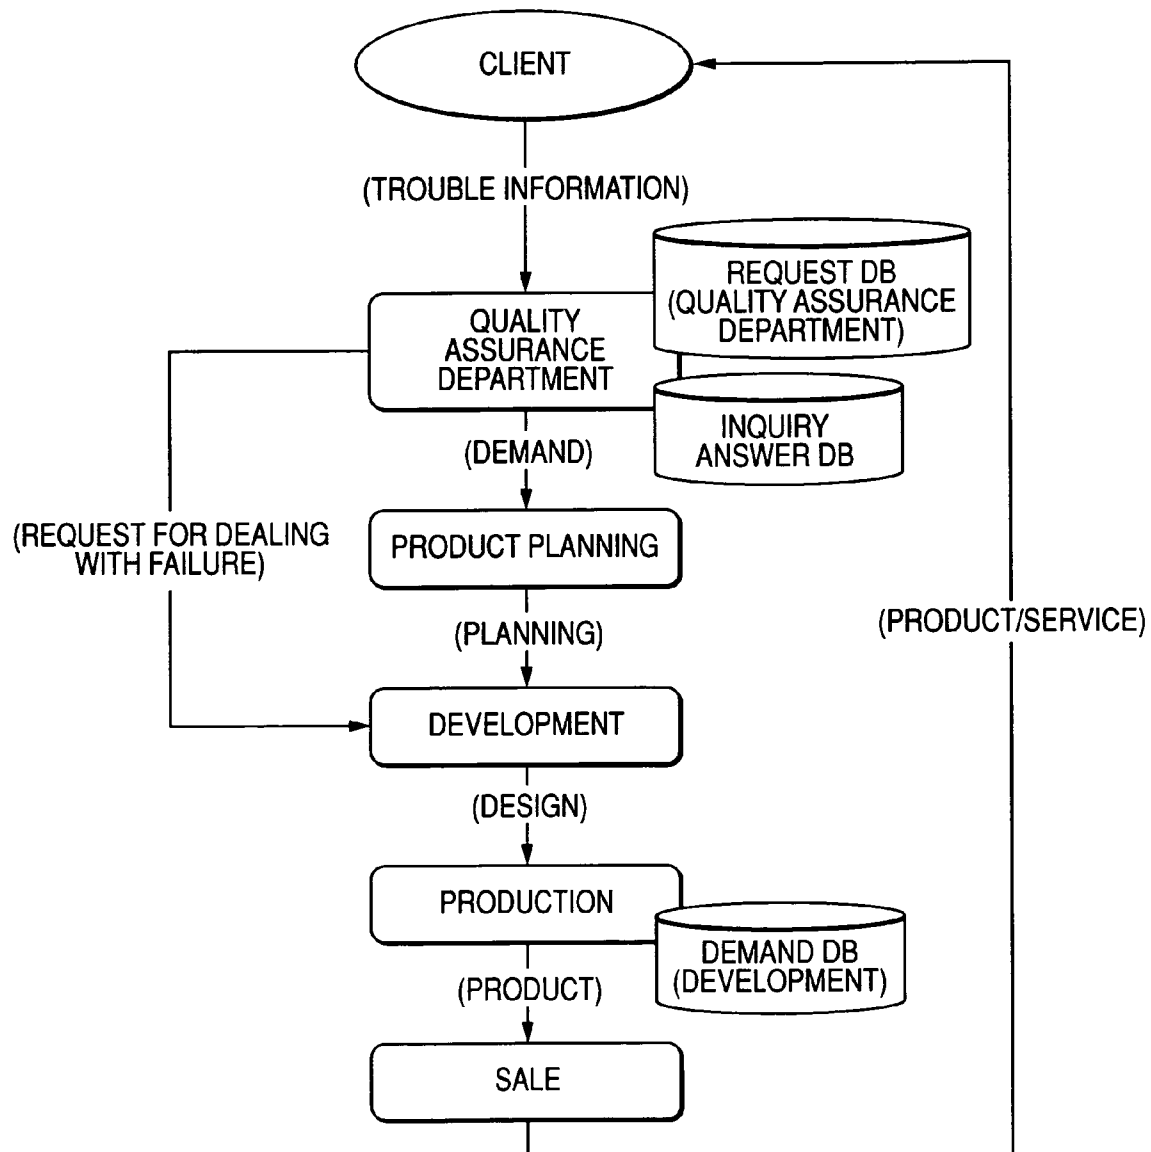 CLIENT
(TROUBLE INFORMATION)
REQUEST DB
(QUALITY ASSURANCE
DEPARTMENT)
QUALITY
ASSURANCE
DEPARTMENT
INQUIRY
ANSWER DB
(DEMAND)
(REQUEST FOR DEALING
WITH FAILURE)
PRODUCT PLANNING
(PLANNING)
(PRODUCT/SERVICE)
DEVELOPMENT
(DESIGN)
PRODUCTION
DEMAND DB
(DEVELOPMENT)
(PRODUCT)
SALE